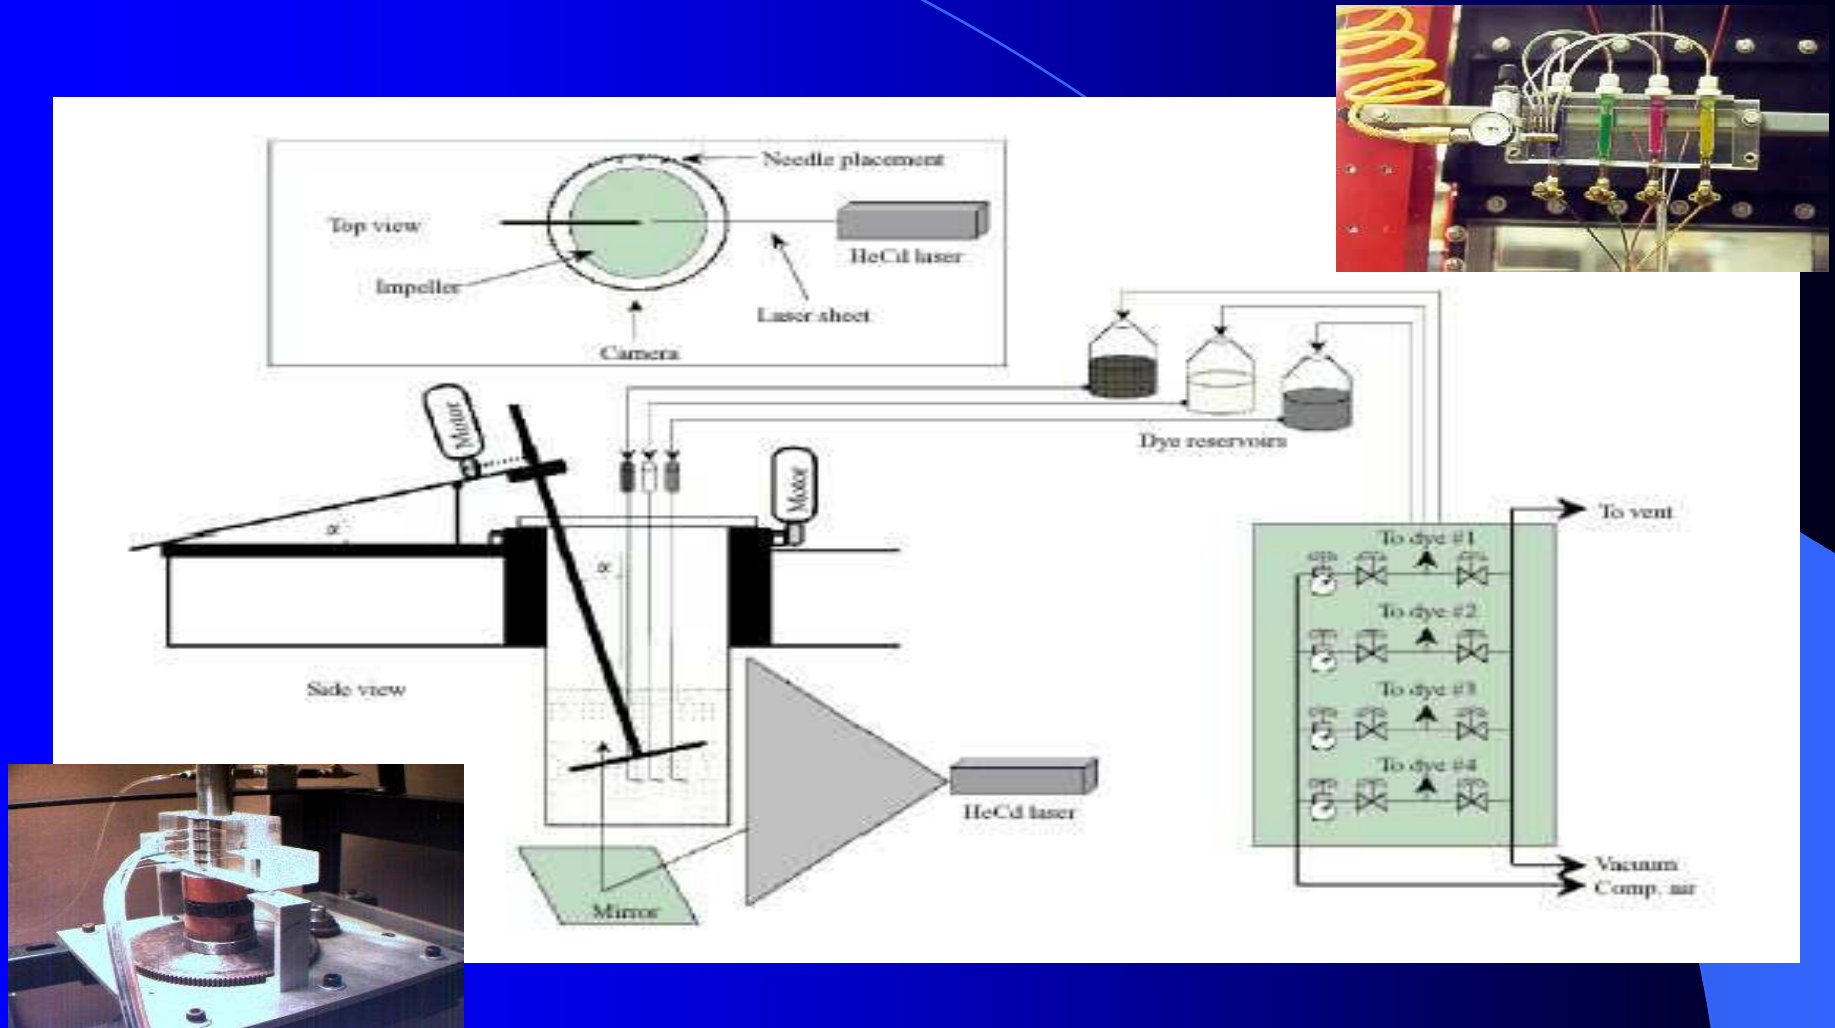 Needle placement
Top view
HeCd laser
Impeller
Laser sheet
Camera
Motor
Dye reservoirs
Motor
To vent
To dye #1
α
α
To dye #2
Side view
To dye #3
To dye #4
HeCd laser
Vacuum
Comp. air
Mirror